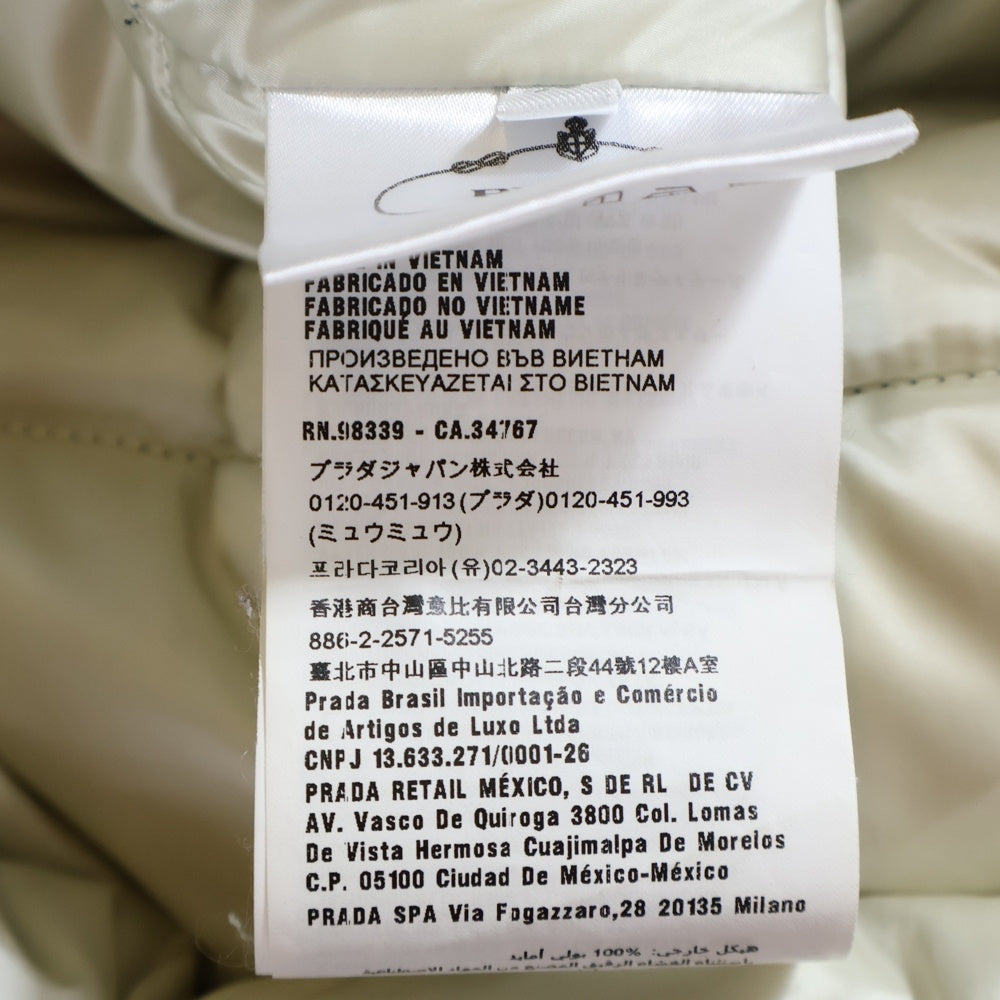 IN VIETNAM
FABRICADO EN VIETNAM
FABRICADO NO VIETNAME
FABRIQUÉ AU VIETNAM
ПРОИЗВЕДЕНО ВЪВ ВИЕТНАМ
ΚΑΤΑΣΚΕΥΑΖΕΤΑΙ ΣΤΟ ΒΙΕΤΝΑΜ
RN.98339 - CA.34767
プラダジャパン株式会社
0120-451-913(プラダ)0120-451-993
(ミュウミュウ)
프라다코리아(유)02-3443-2323
香港商台灣意比有限公司台灣分公司
886-2-2571-5255
臺北市中山區中山北路二段44號12樓A室
Prada Brasil Importação e Comércio
de Artigos de Luxo Ltda
CNPJ 13.633.271/0001-26
PRADA RETAIL MÉXICO, S DE RL DE CV
AV. Vasco De Quiroga 3800 Col. Lomas
De Vista Hermosa Cuajimalpa De Morelos
C.P. 05100 Ciudad De México-México
PRADA SPA Via Fogazzaro,28 20135 Milano
هيكل خارجي: %100 بولي أمايد